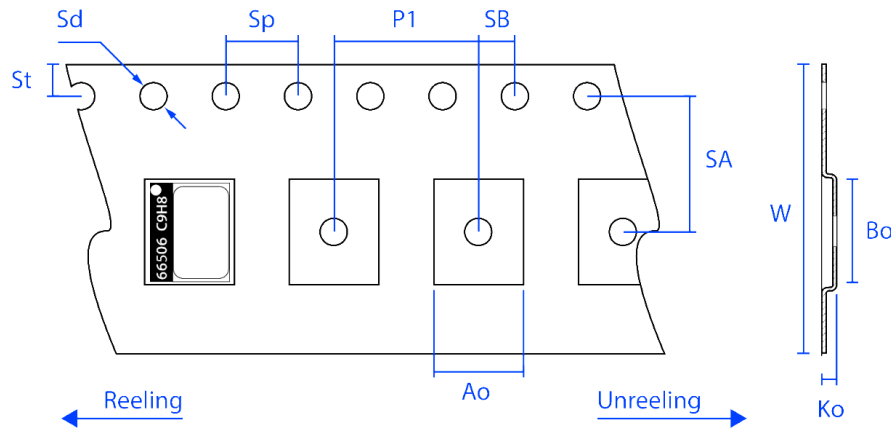 Sd
Sp
P1
SB
St
SA
66506 C9H8
W
Bo
Ao
Ko
Reeling
Unreeling